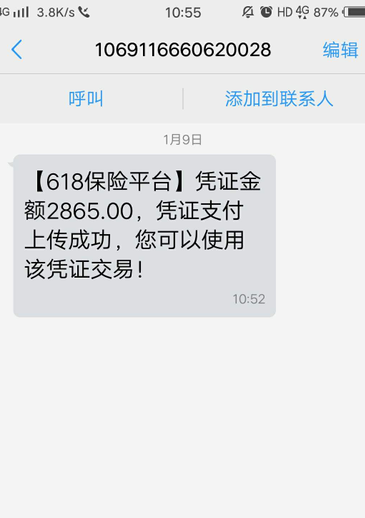 4G 3.8K/s 10:55 HD 4G 87%
1069116660620028 编辑
呼叫 添加到联系人
1月9日
【618保险平台】凭证金
额2865.00，凭证支付
上传成功，您可以使用
该凭证交易！
10:52